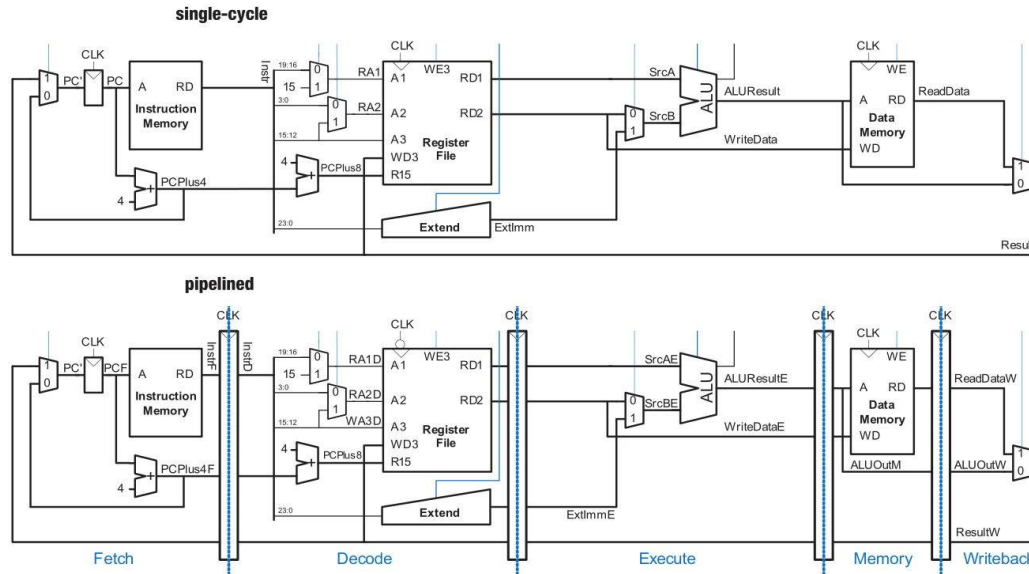 single-cycle
CLK
CLK
CLK
1
0
PC'
PC
A RD
Instruction
Memory
Instr
19:16
0
1
15
RA1
3:0
0
1
RA2
15:12
A1
A2
A3
WD3
R15
WE3
RD1
RD2
Register
File
4
+
PCPlus8
4
+
PCPlus4
23:0
Extend
ExtImm
SrcA
0
1
SrcB
ALU
ALUResult
WriteData
WE
A RD
Data
Memory
WD
ReadData
1
0
pipelined
CLK
CLK
CLK
CLK
CLK
CLK
CLK
1
0
PC'
PCF
A RD
Instruction
Memory
InstrF
InstrD
19:16
0
1
15
RA1D
3:0
0
1
RA2D
15:12
WA3D
A1
A2
A3
WD3
R15
WE3
RD1
RD2
Register
File
4
+
PCPlus8
4
+
PCPlus4F
23:0
Extend
ExtImmE
SrcAE
0
1
SrcBE
ALU
ALUResultE
WriteDataE
WE
A RD
Data
Memory
WD
ALUOutM
ReadDataW
ALUOutW
1
0
ResultW
Fetch
Decode
Execute
Memory
Writeback